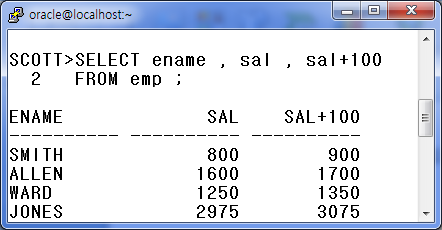 oracle@localhost:~
SCOTT>SELECT ename , sal , sal+100
  2   FROM emp ;
ENAME             SAL    SAL+100
---------- ---------- ----------
SMITH             800        900
ALLEN            1600       1700
WARD             1250       1350
JONES            2975       3075